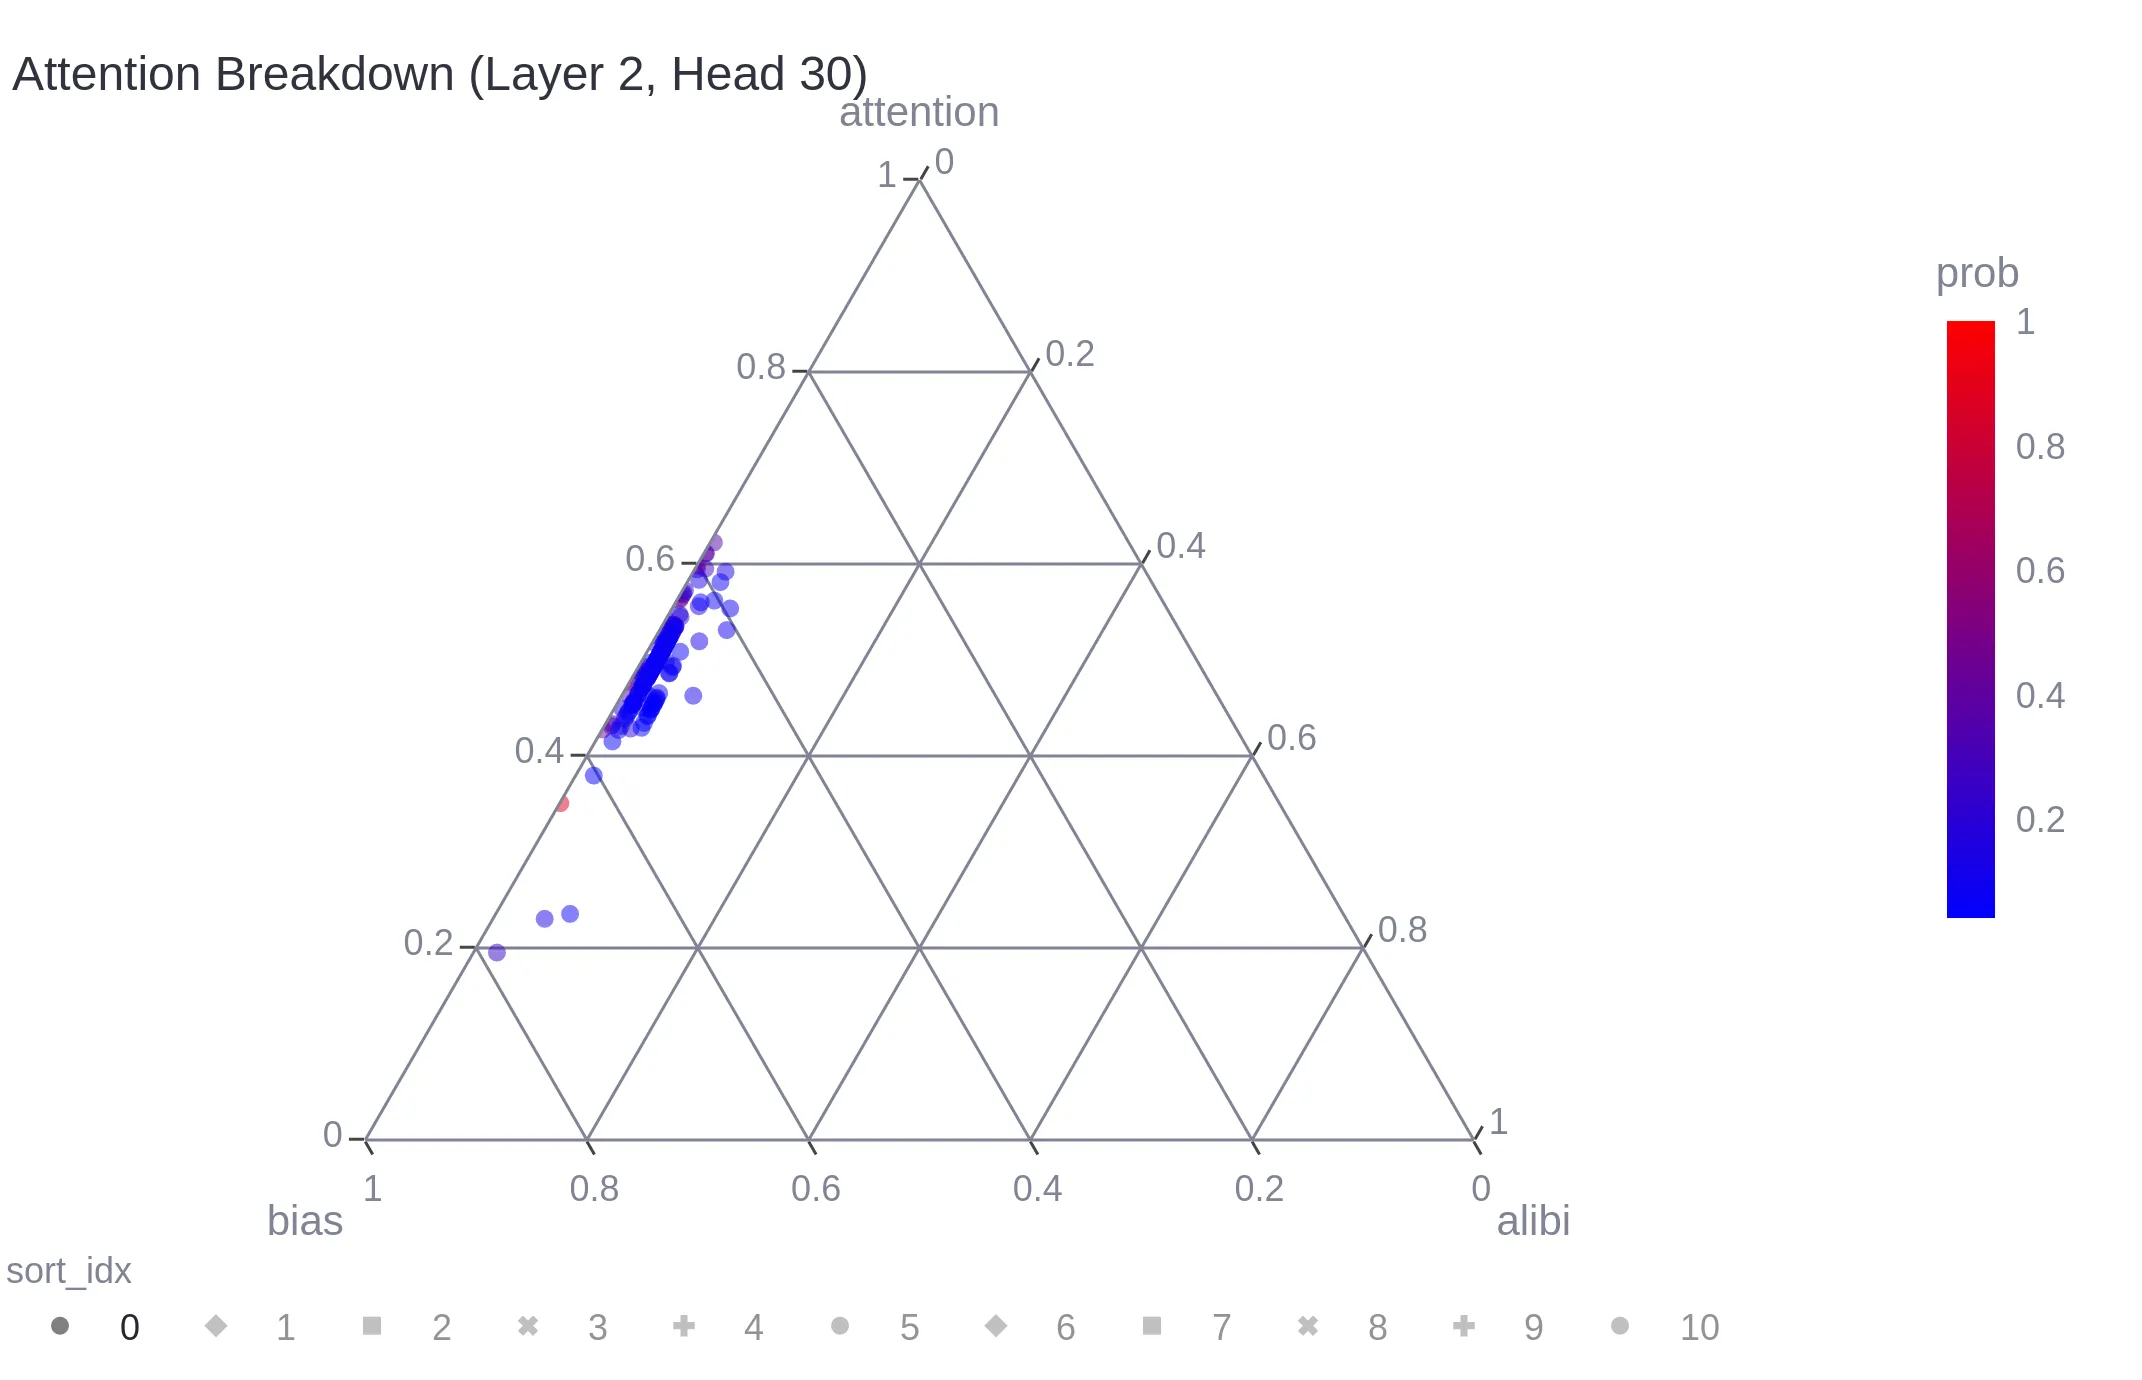 Attention Breakdown (Layer 2, Head 30)
attention
1 0
0.8 0.2
0.6 0.4
0.4 0.6
0.2 0.8
0 1
1 0.8 0.6 0.4 0.2 0
bias alibi
prob
1
0.8
0.6
0.4
0.2
sort_idx
0 1 2 3 4 5 6 7 8 9 10